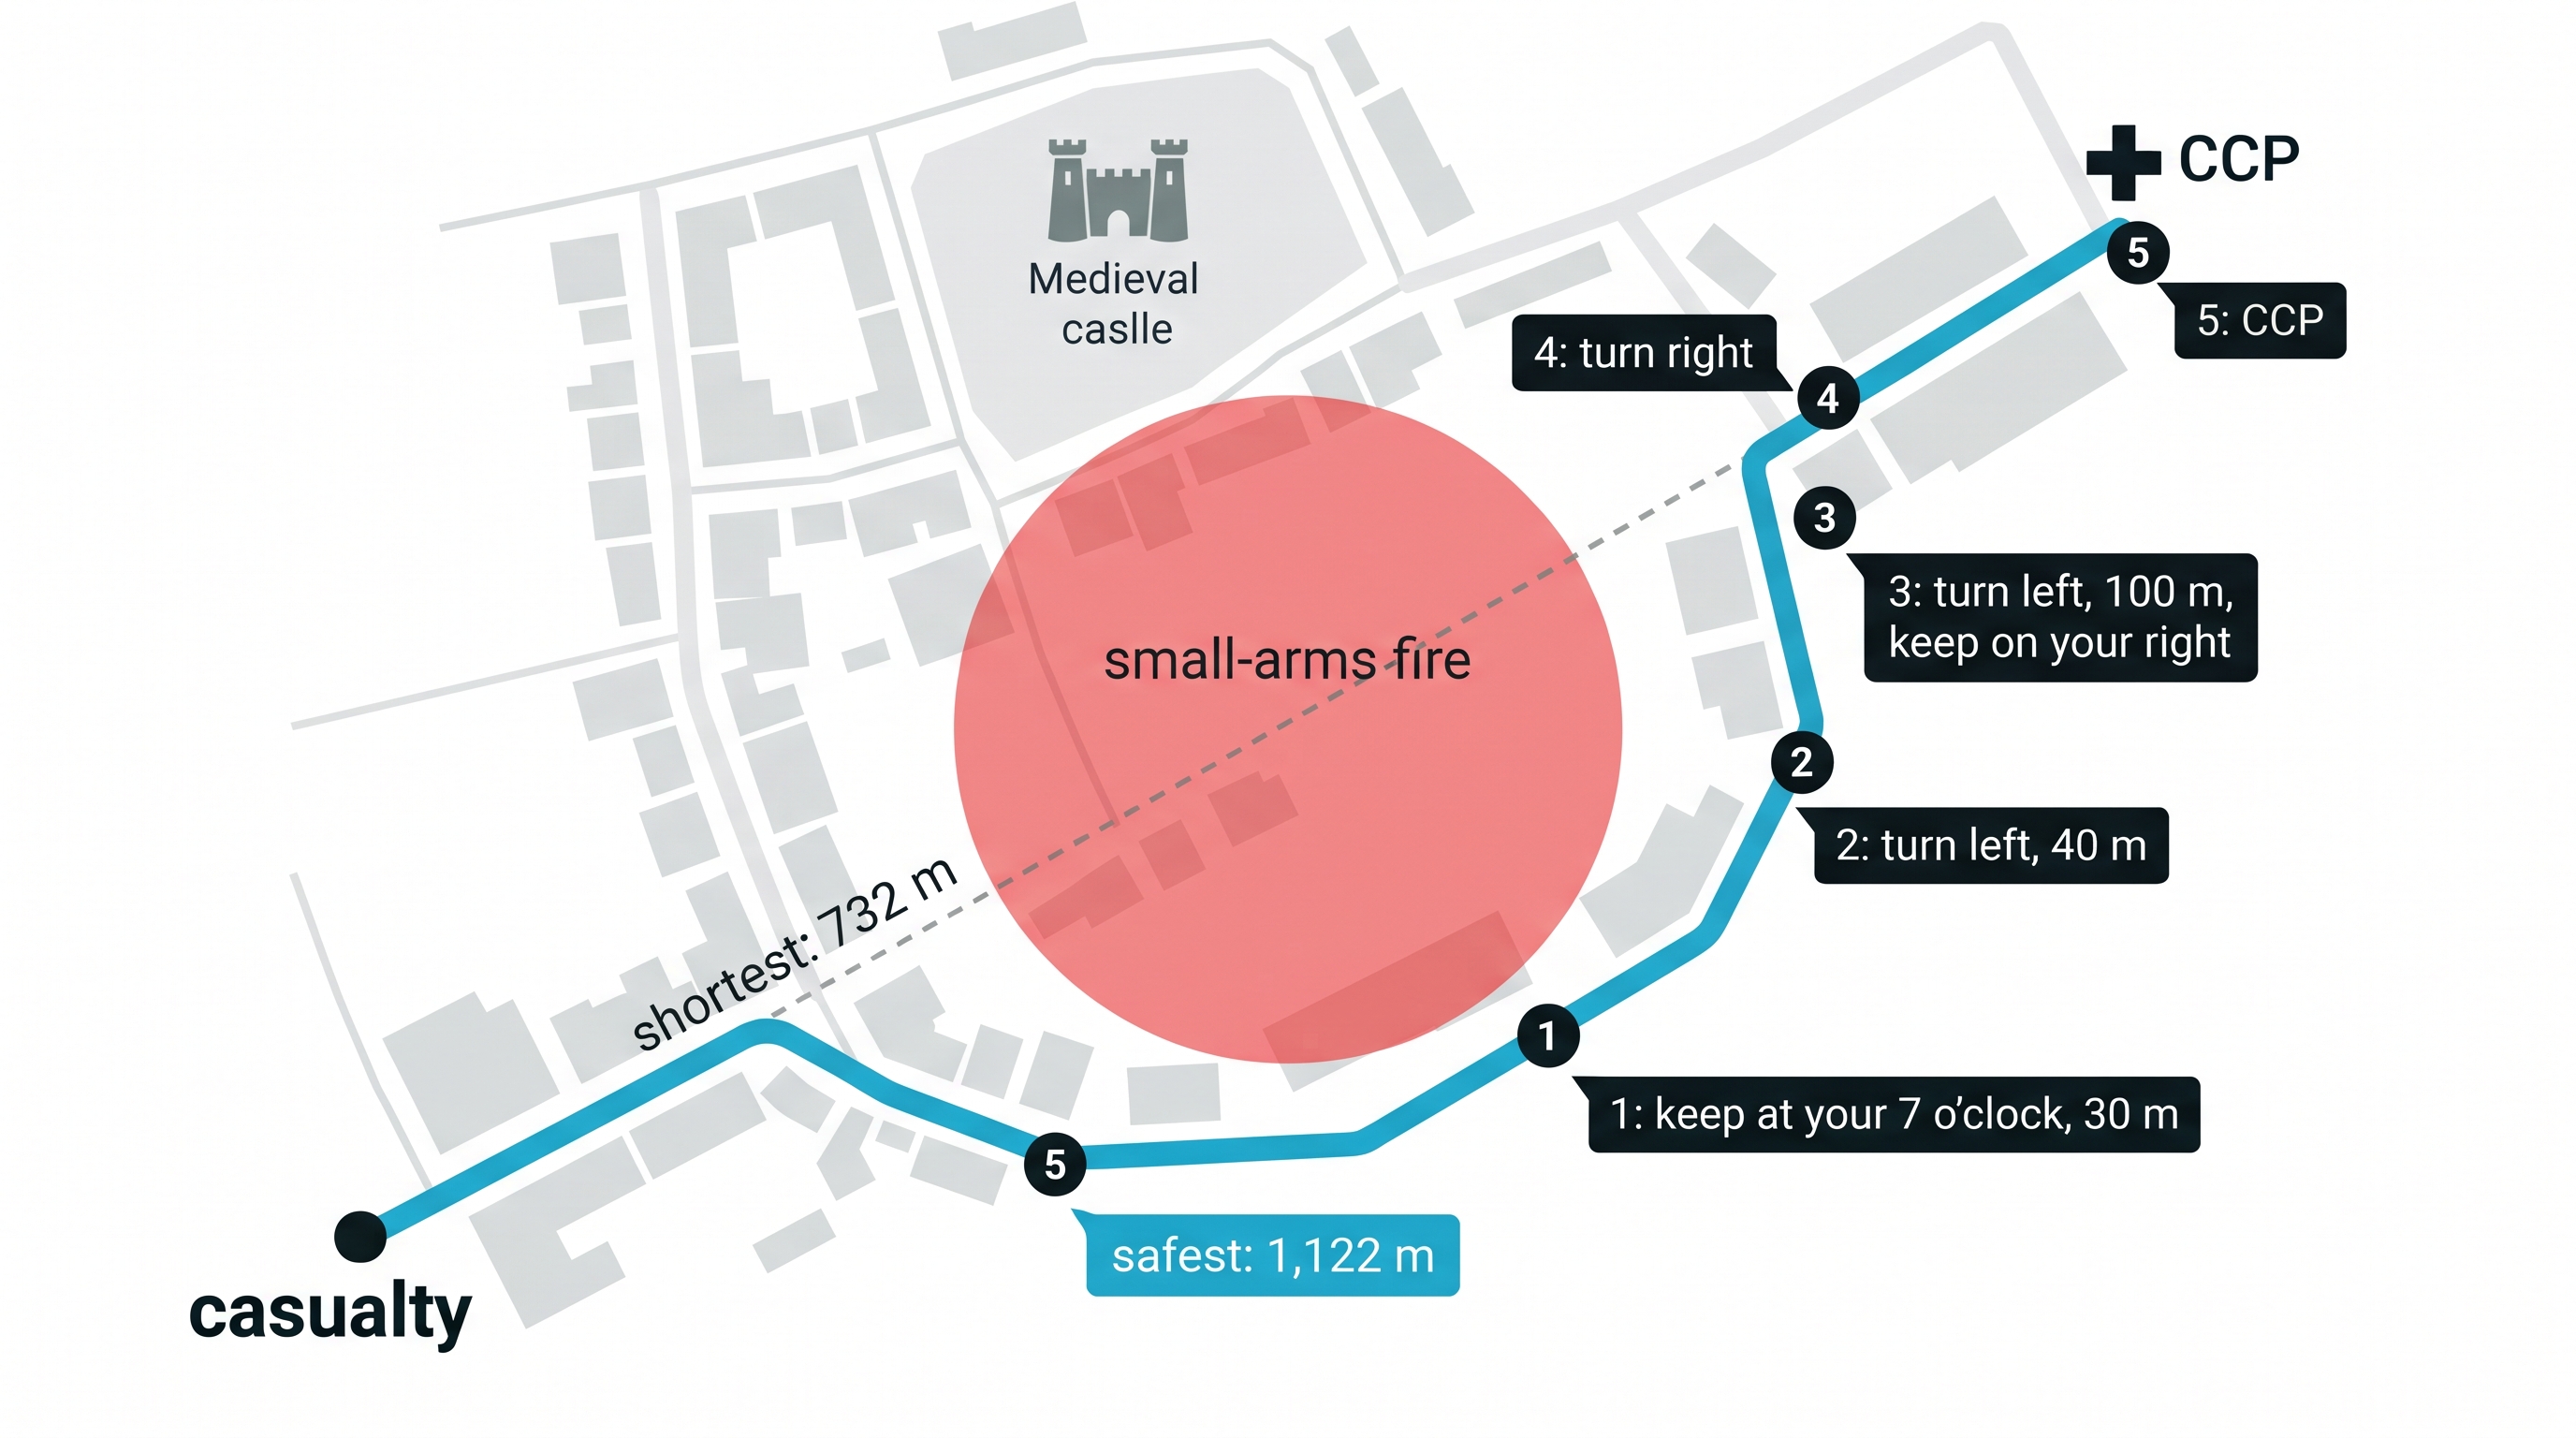 CCP
5
5: CCP
Medieval
caslle
4: turn right
4
3
3: turn left, 100 m,
keep on your right
small-arms fire
2
2: turn left, 40 m
shortest: 732 m
1
1: keep at your 7 o’clock, 30 m
5
safest: 1,122 m
casualty